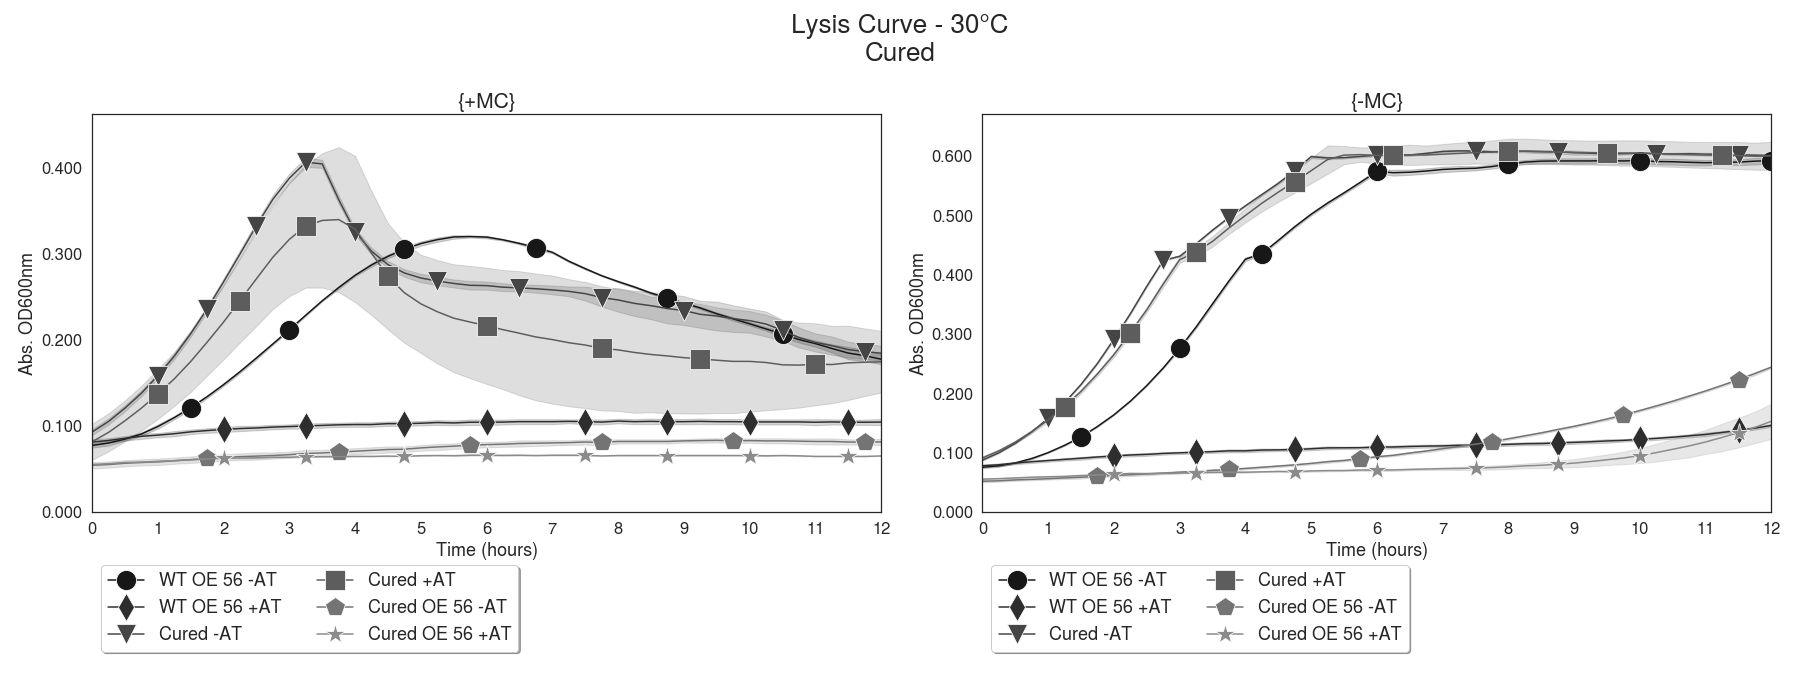 Lysis Curve - 30°C
Cured
{+MC}
Abs. OD600nm
0.400
0.300
0.200
0.100
0.000
0 1 2 3 4 5 6 7 8 9 10 11 12
Time (hours)
WT OE 56 -AT
WT OE 56 +AT
Cured -AT
Cured +AT
Cured OE 56 -AT
Cured OE 56 +AT
{-MC}
Abs. OD600nm
0.600
0.500
0.400
0.300
0.200
0.100
0.000
0 1 2 3 4 5 6 7 8 9 10 11 12
Time (hours)
WT OE 56 -AT
WT OE 56 +AT
Cured -AT
Cured +AT
Cured OE 56 -AT
Cured OE 56 +AT